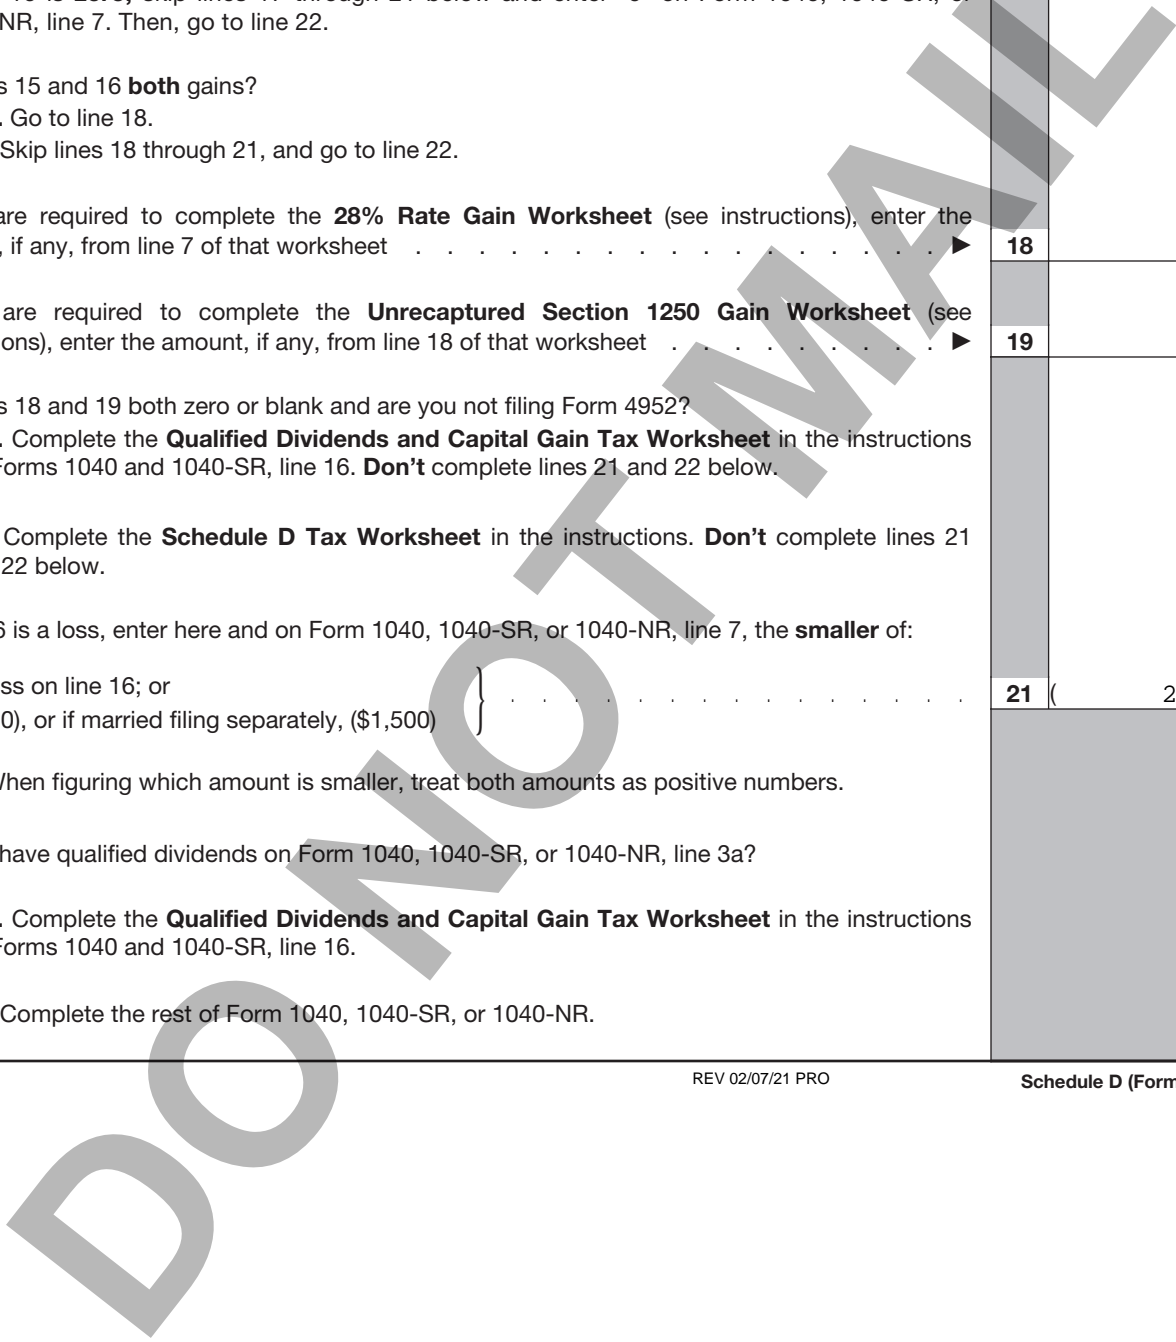 NR, line 7. Then, go to line 22.
s 15 and 16 both gains?
. Go to line 18.
Skip lines 18 through 21, and go to line 22.
are required to complete the 28% Rate Gain Worksheet (see instructions), enter the
, if any, from line 7 of that worksheet . . . . . . . . . . . . . . . . . ▶ 18
are required to complete the Unrecaptured Section 1250 Gain Worksheet (see
ons), enter the amount, if any, from line 18 of that worksheet . . . . . . . . . ▶ 19
s 18 and 19 both zero or blank and are you not filing Form 4952?
. Complete the Qualified Dividends and Capital Gain Tax Worksheet in the instructions
Forms 1040 and 1040-SR, line 16. Don't complete lines 21 and 22 below.
Complete the Schedule D Tax Worksheet in the instructions. Don't complete lines 21
22 below.
6 is a loss, enter here and on Form 1040, 1040-SR, or 1040-NR, line 7, the smaller of:
ss on line 16; or
0), or if married filing separately, ($1,500) } . . . . . . . . . . . . . . . 21 ( 2
When figuring which amount is smaller, treat both amounts as positive numbers.
have qualified dividends on Form 1040, 1040-SR, or 1040-NR, line 3a?
. Complete the Qualified Dividends and Capital Gain Tax Worksheet in the instructions
Forms 1040 and 1040-SR, line 16.
Complete the rest of Form 1040, 1040-SR, or 1040-NR.
REV 02/07/21 PRO Schedule D (Form
DO NOT MAIL